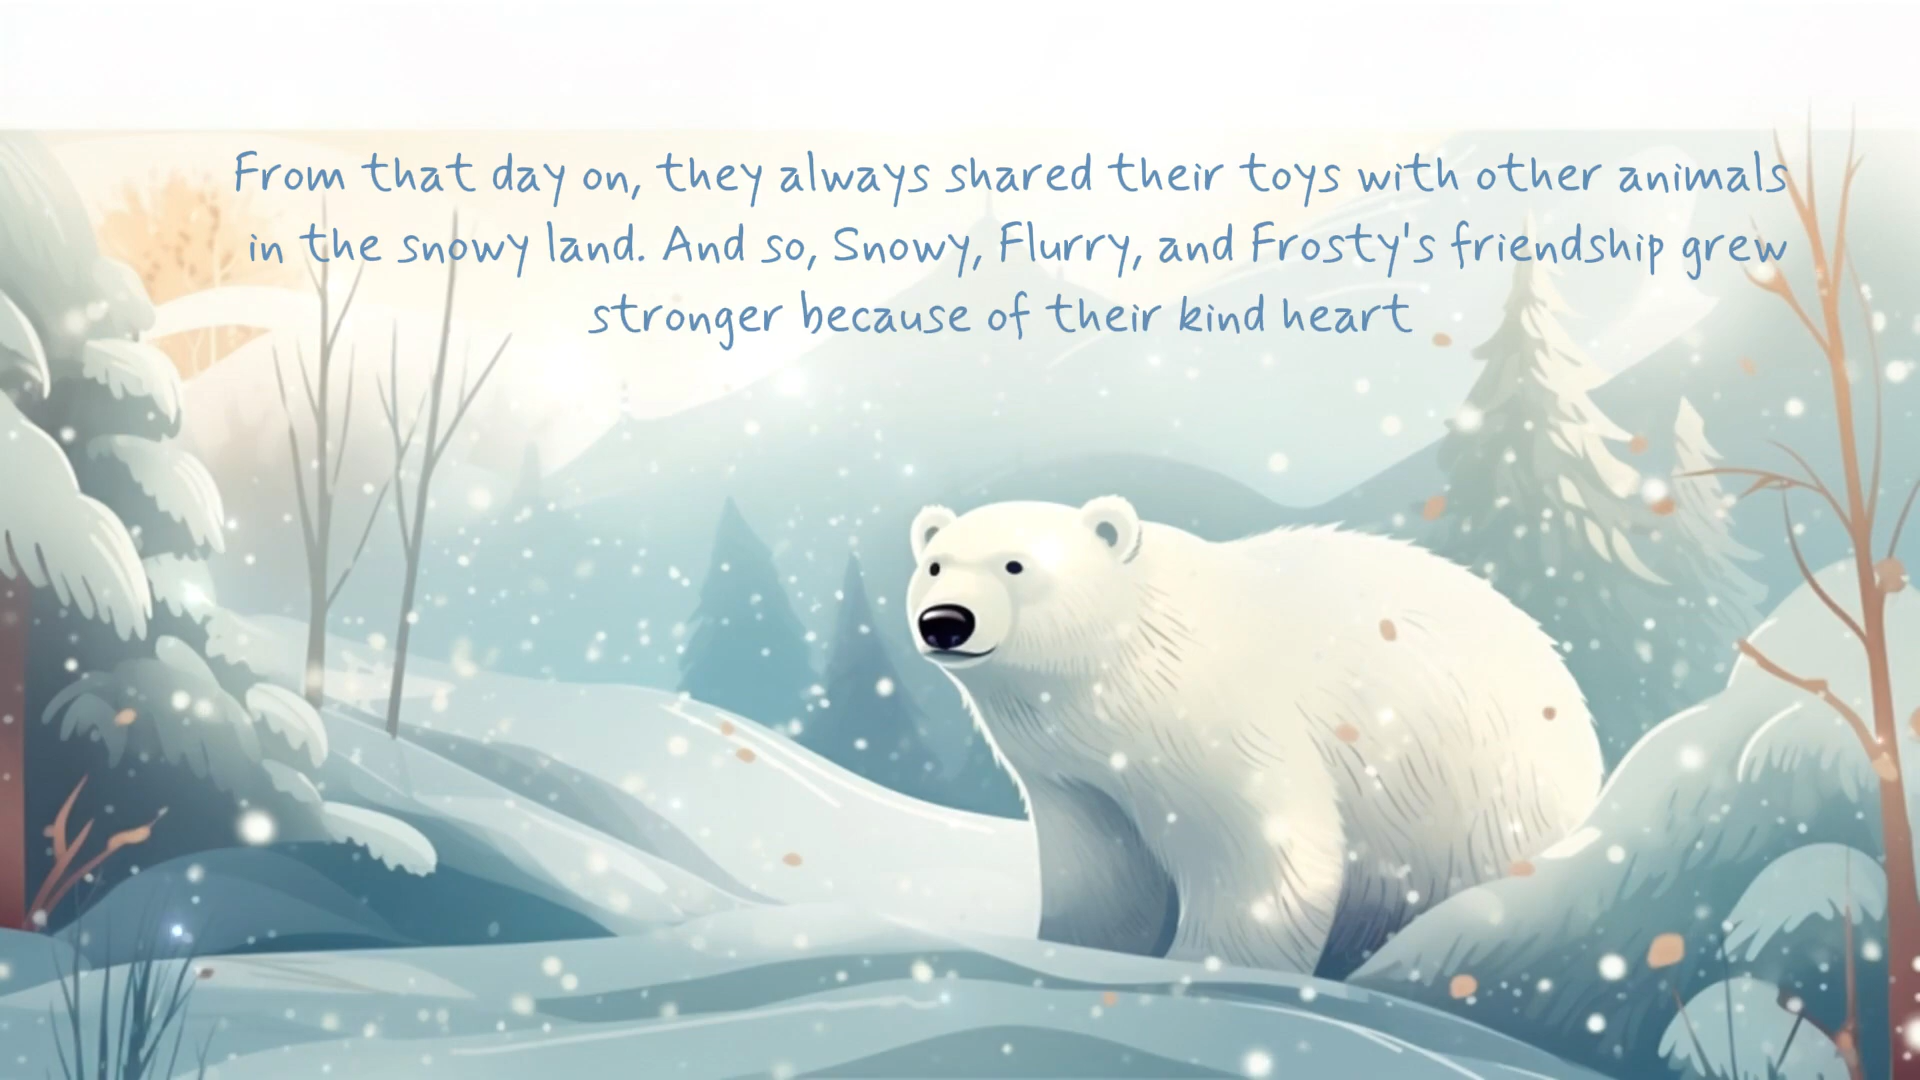 From that day on, they always shared their toys with other animals
in the snowy land. And so, Snowy, Flurry, and Frosty's friendship grew
stronger because of their kind heart